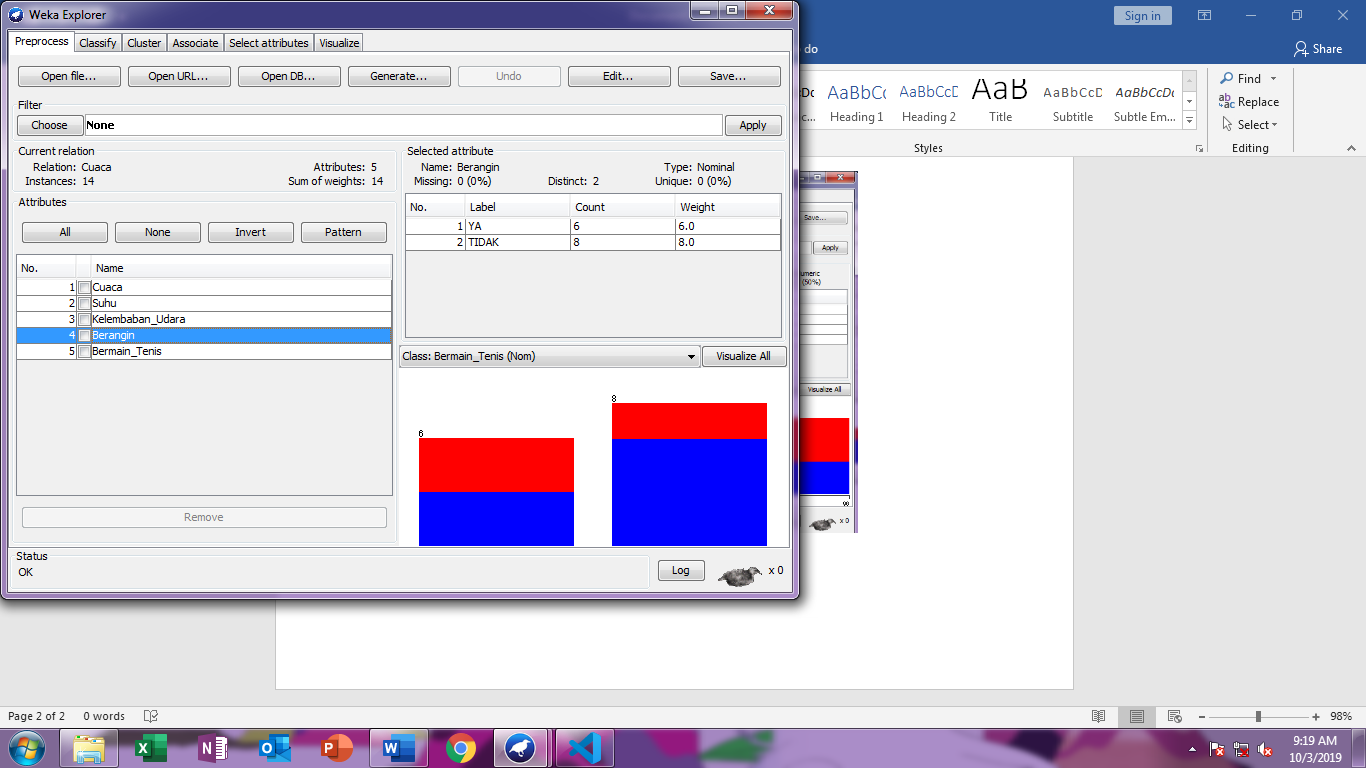 Weka Explorer
Preprocess Classify Cluster Associate Select attributes Visualize
Open file... Open URL... Open DB... Generate... Undo Edit... Save...
Filter
Choose None Apply
Current relation
Relation: Cuaca Attributes: 5
Instances: 14 Sum of weights: 14
Selected attribute
Name: Berangin Type: Nominal
Missing: 0 (0%) Distinct: 2 Unique: 0 (0%)
No. Label Count Weight
1 YA 6 6.0
2 TIDAK 8 8.0
Attributes
All None Invert Pattern
No. Name
1 Cuaca
2 Suhu
3 Kelembaban_Udara
4 Berangin
5 Bermain_Tenis
Remove
Class: Bermain_Tenis (Nom) Visualize All
6
8
Status
OK
Log x 0
Sign in
do
Share
AaBbCc AaBbCcD AaB AaBbCcD AaBbCcDc
Heading 1 Heading 2 Title Subtitle Subtle Em...
Styles
Find
Replace
Select
Editing
Save...
Apply
umeric
(50%)
Visualize All
90
x 0
Page 2 of 2 0 words
98%
9:19 AM
10/3/2019